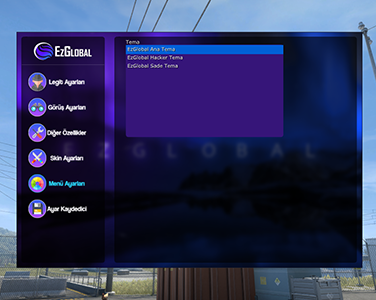 EZGLOBAL
Tema
EzGlobal Ana Tema
EzGlobal Hacker Tema
EzGlobal Sade Tema
Legit Ayarları
Görüş Ayarları
Diğer Özellikler
Skin Ayarları
Menü Ayarları
Ayar Kaydedici
EZGLOBAL